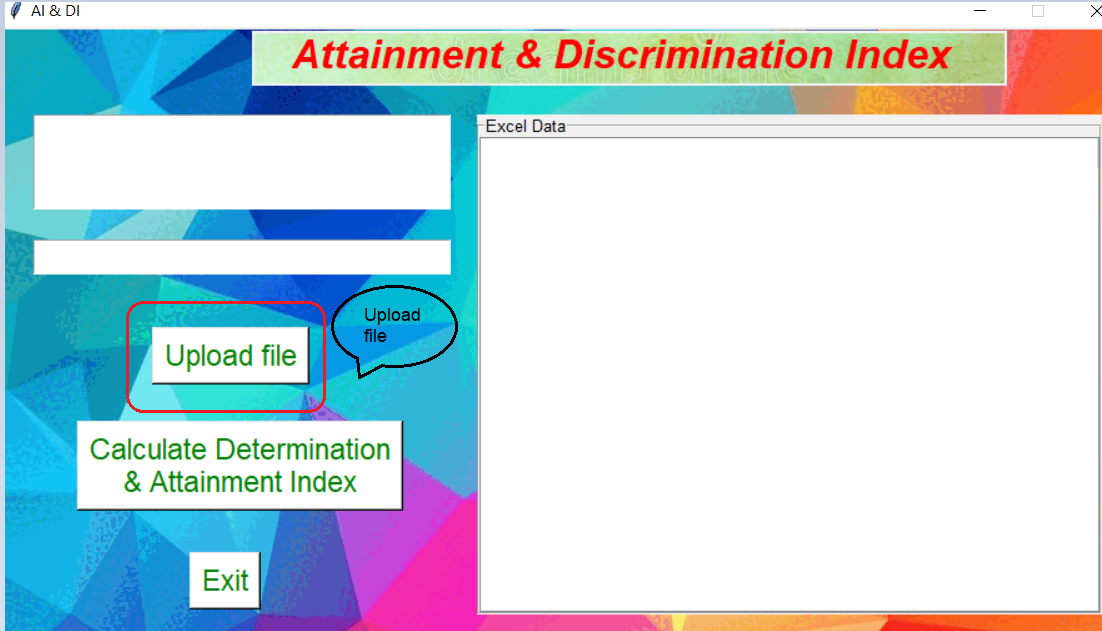 AI & DI
Attainment & Discrimination Index
Excel Data
Upload
file
Upload file
Calculate Determination
& Attainment Index
Exit